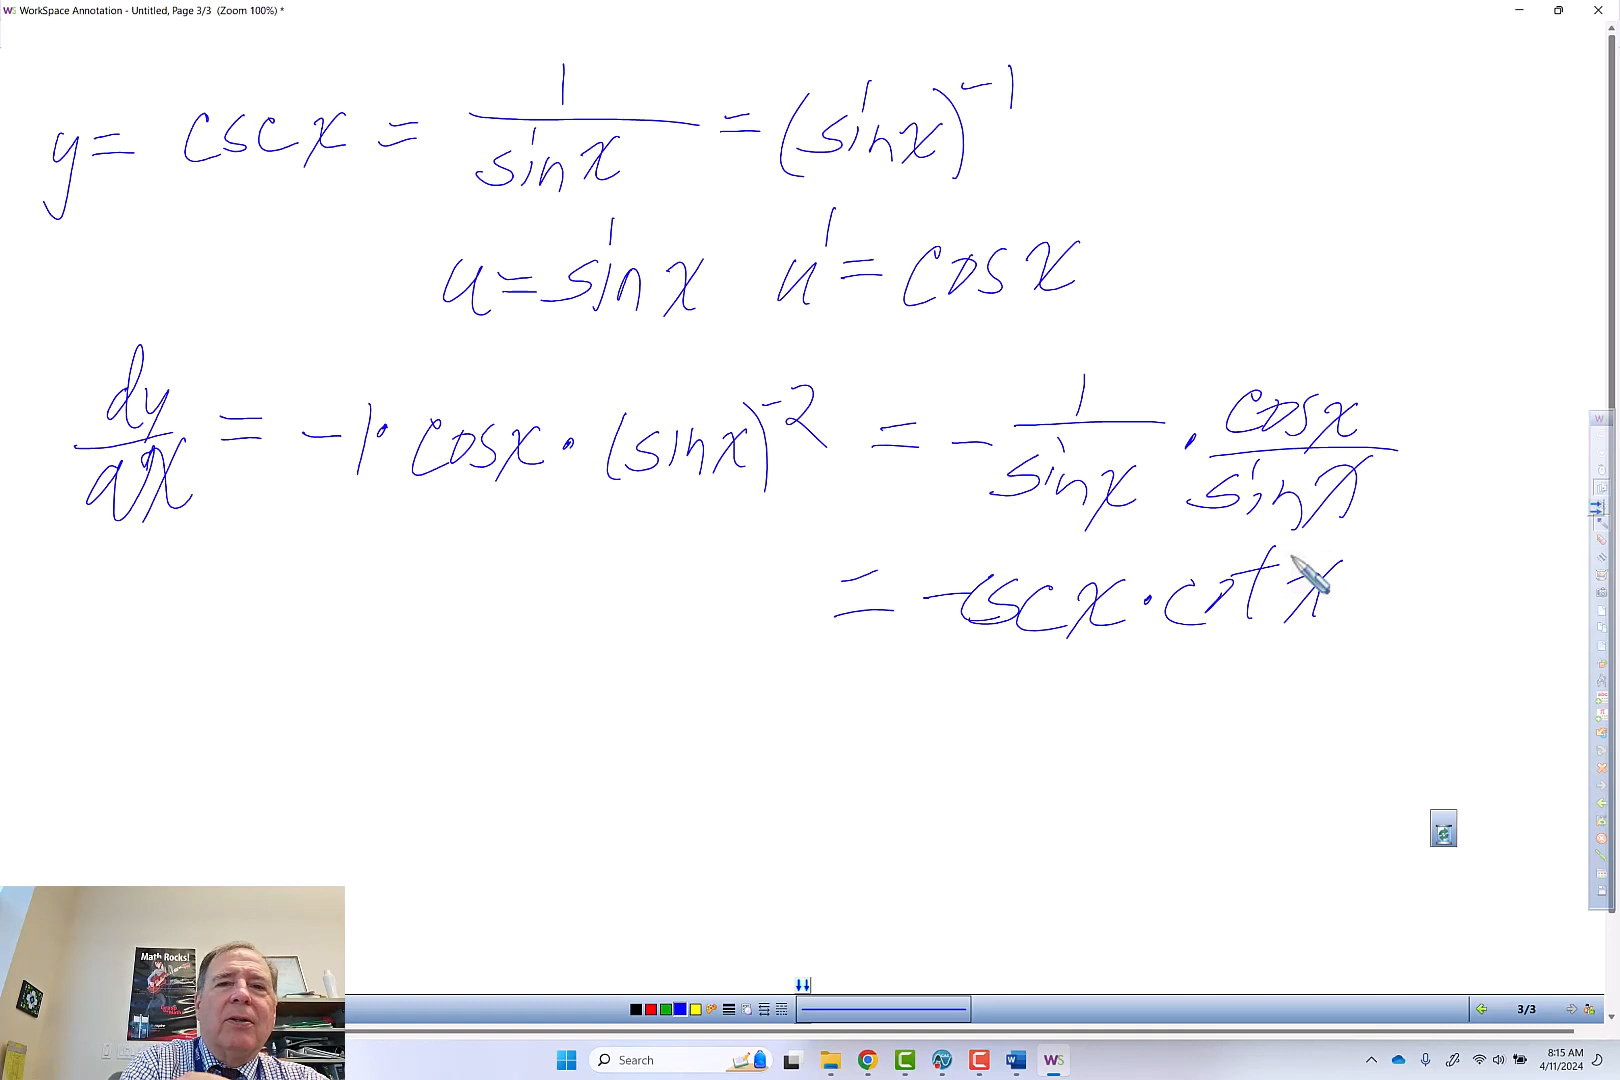 WS WorkSpace Annotation - Untitled, Page 3/3 (Zoom 100%) *
y = csc x = 1/sin x = (sin x)^-1
u = sin x u' = cos x
dy/dx = -1 · cos x · (sin x)^-2 = - 1/sin x · cos x/sin x
= -csc x · cot x
Math Rocks!
3/3
Search
W
WS
8:15 AM
4/11/2024